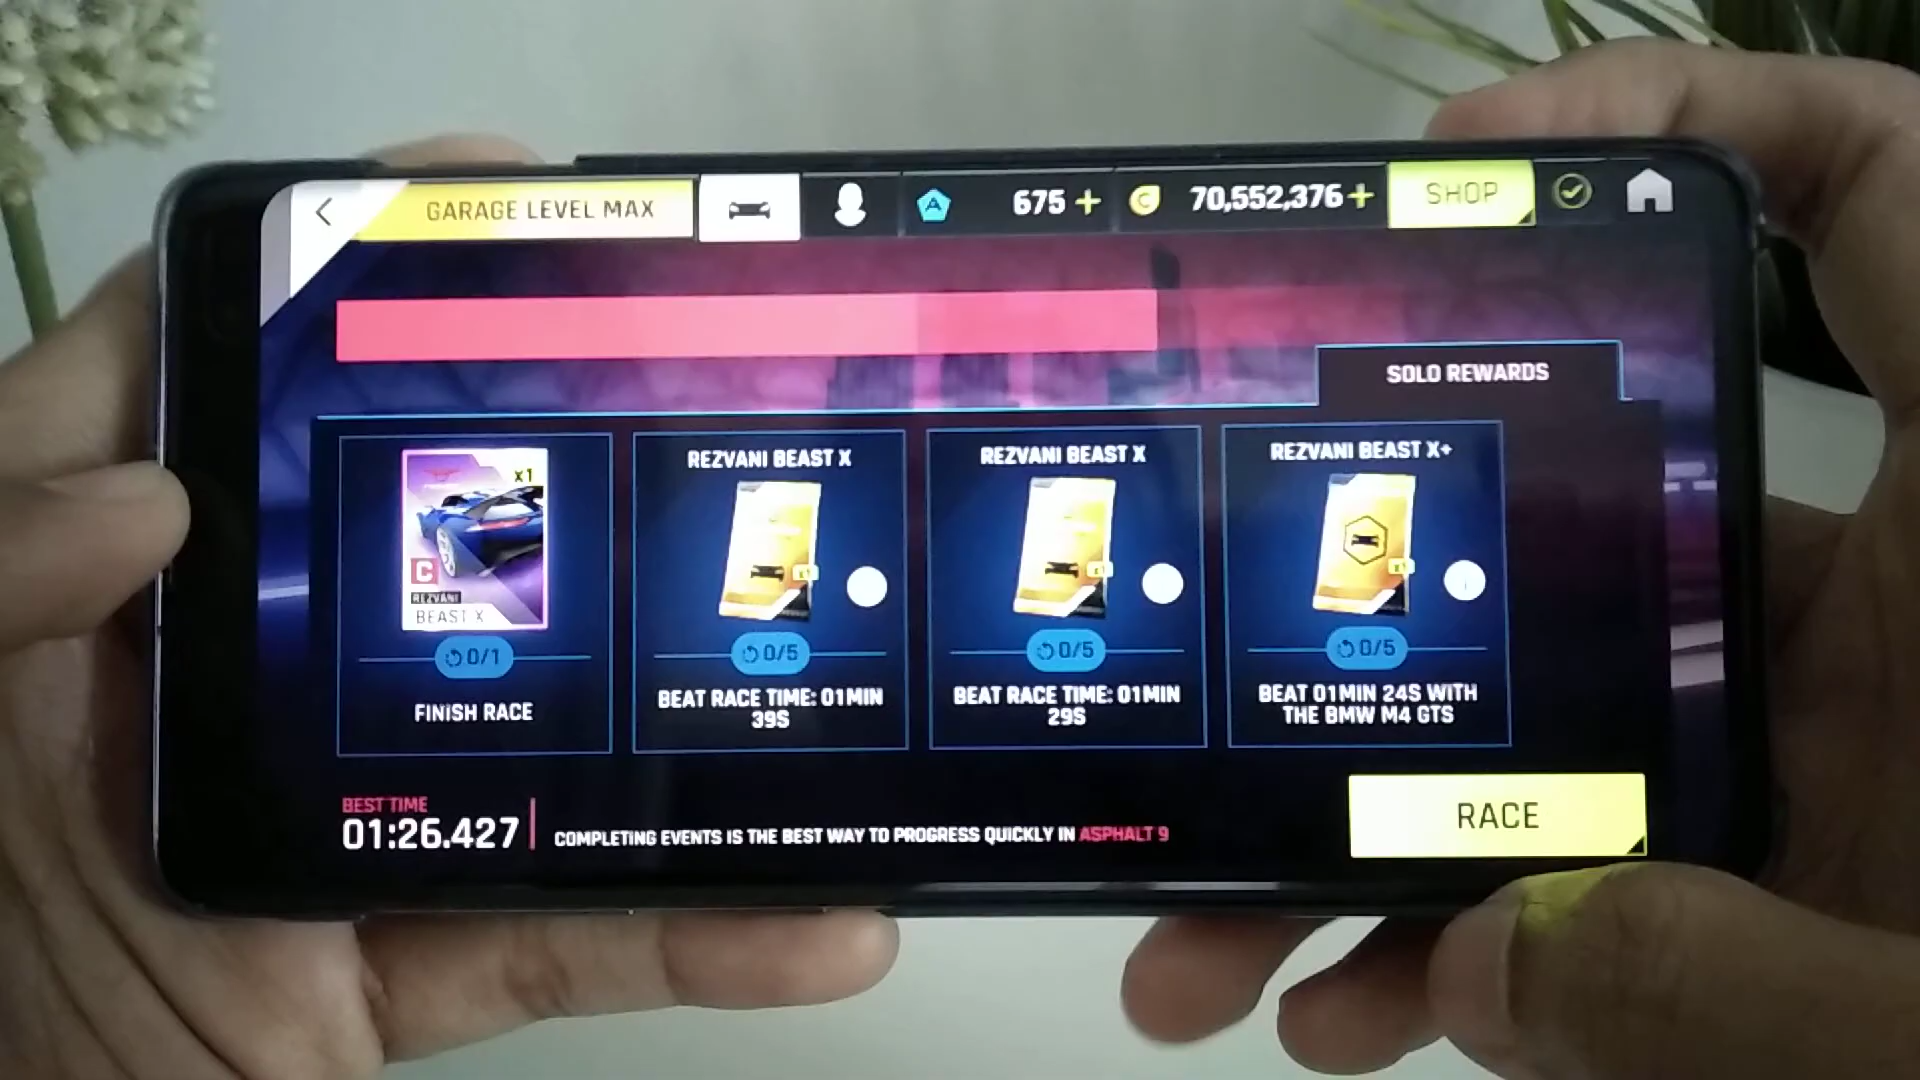 GARAGE LEVEL MAX
675 +
70,552,376 +
SHOP
SOLO REWARDS
x1
C
REZVANI
BEAST X
0/1
FINISH RACE
REZVANI BEAST X
x1
0/5
BEAT RACE TIME: 01MIN
39S
REZVANI BEAST X
x1
0/5
BEAT RACE TIME: 01MIN
29S
REZVANI BEAST X+
x1
0/5
BEAT 01MIN 24S WITH
THE BMW M4 GTS
BEST TIME
01:26.427
COMPLETING EVENTS IS THE BEST WAY TO PROGRESS QUICKLY IN ASPHALT 9
RACE